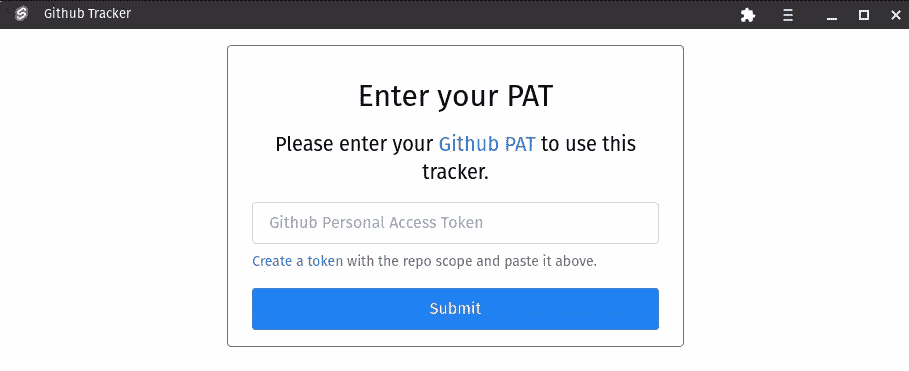 Github Tracker
Enter your PAT
Please enter your Github PAT to use this
tracker.
Github Personal Access Token
Create a token with the repo scope and paste it above.
Submit